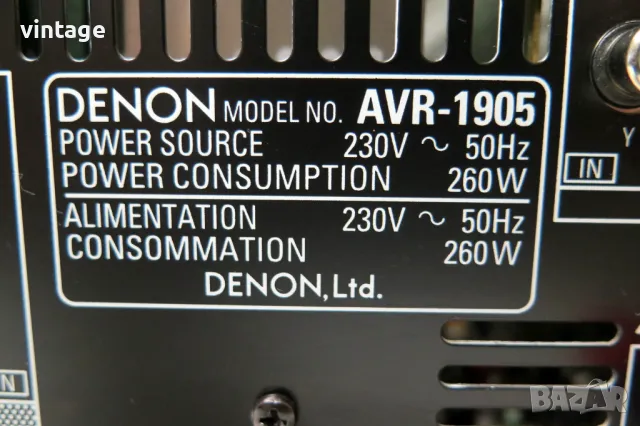 vintage
DENON MODEL NO. AVR-1905
POWER SOURCE 230V ~ 50Hz
POWER CONSUMPTION 260W
ALIMENTATION 230V ~ 50Hz
CONSOMMATION 260W
DENON, Ltd.
Y
IN
IN
BAZAR